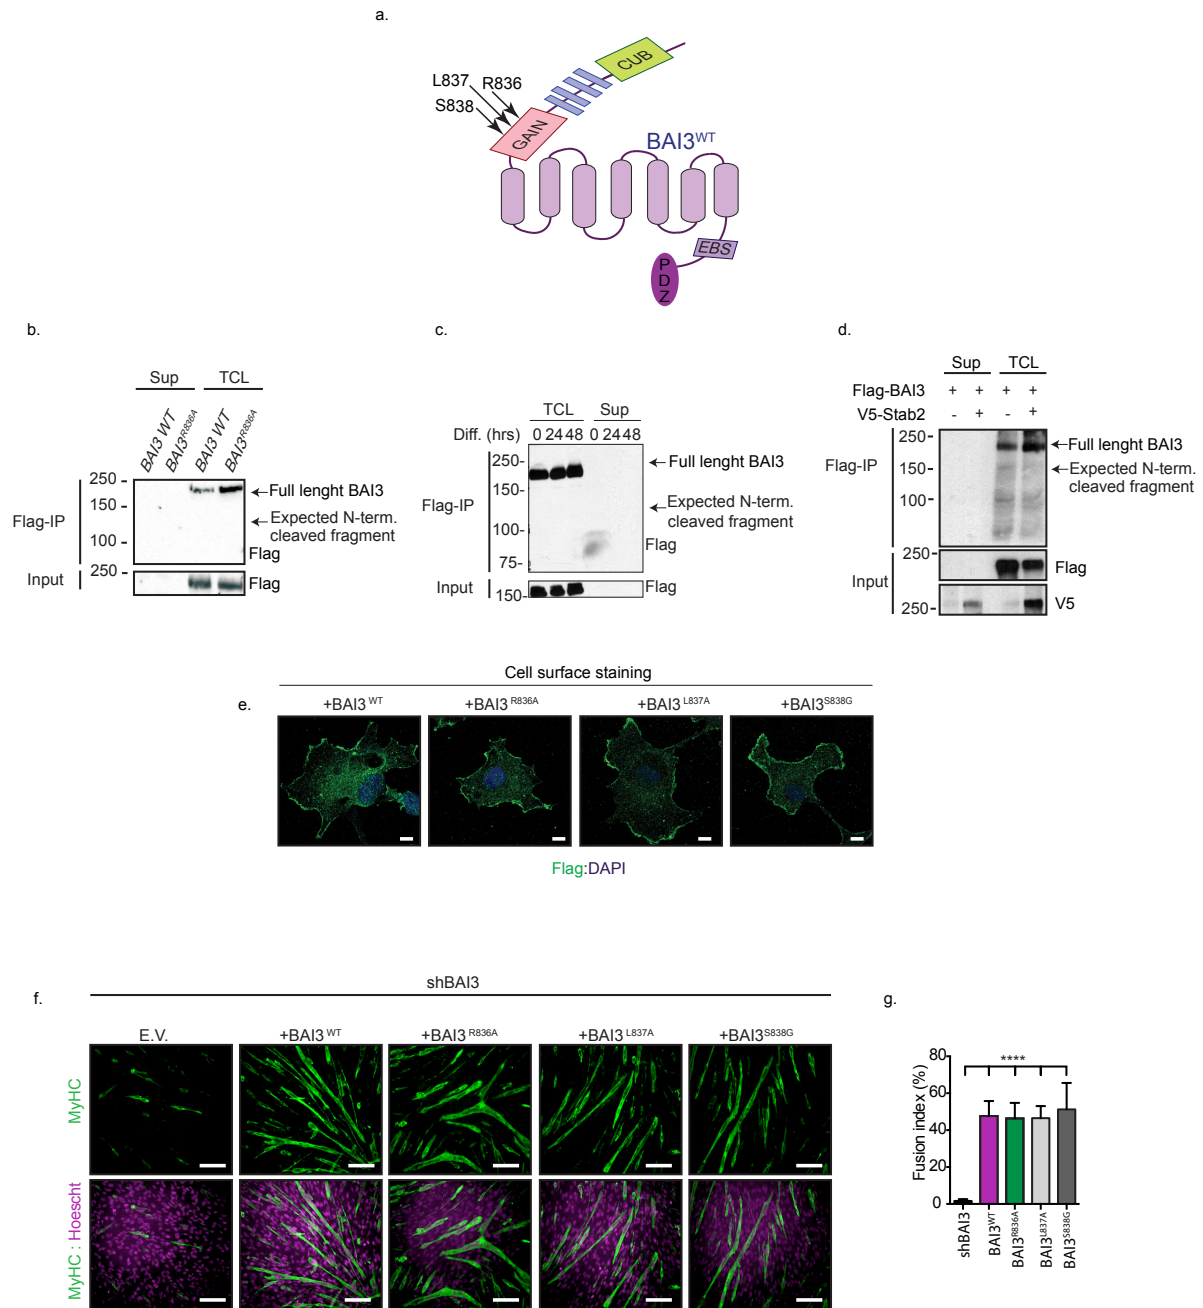 a.
CUB
L837
R836
S838
GAIN
BAI3WT
EBS
PDZ
b.
Sup TCL
BAI3 WT
BAI3R836A
BAI3 WT
BAI3R836A
250
150
100
Flag-IP
Full lenght BAI3
Expected N-term.
cleaved fragment
Flag
250
Input
Flag
c.
TCL Sup
Diff. (hrs) 0 24 48 0 24 48
250-
150-
100-
75-
Flag-IP
Full lenght BAI3
Expected N-term.
cleaved fragment
Flag
Input
150-
Flag
d.
Sup TCL
Flag-BAI3 + + + +
V5-Stab2 - + - +
250-
150-
100-
Flag-IP
Full lenght BAI3
Expected N-term.
cleaved fragment
250-
Flag
Input
250-
V5
Cell surface staining
e.
+BAI3 WT +BAI3 R836A +BAI3 L837A +BAI3S838G
Flag:DAPI
shBAI3
f.
E.V. +BAI3 WT +BAI3 R836A +BAI3 L837A +BAI3S838G
MyHC
MyHC : Hoescht
g.
****
Fusion index (%)
80
60
40
20
0
shBAI3
BAI3WT
BAI3R836A
BAI3L837A
BAI3S838G